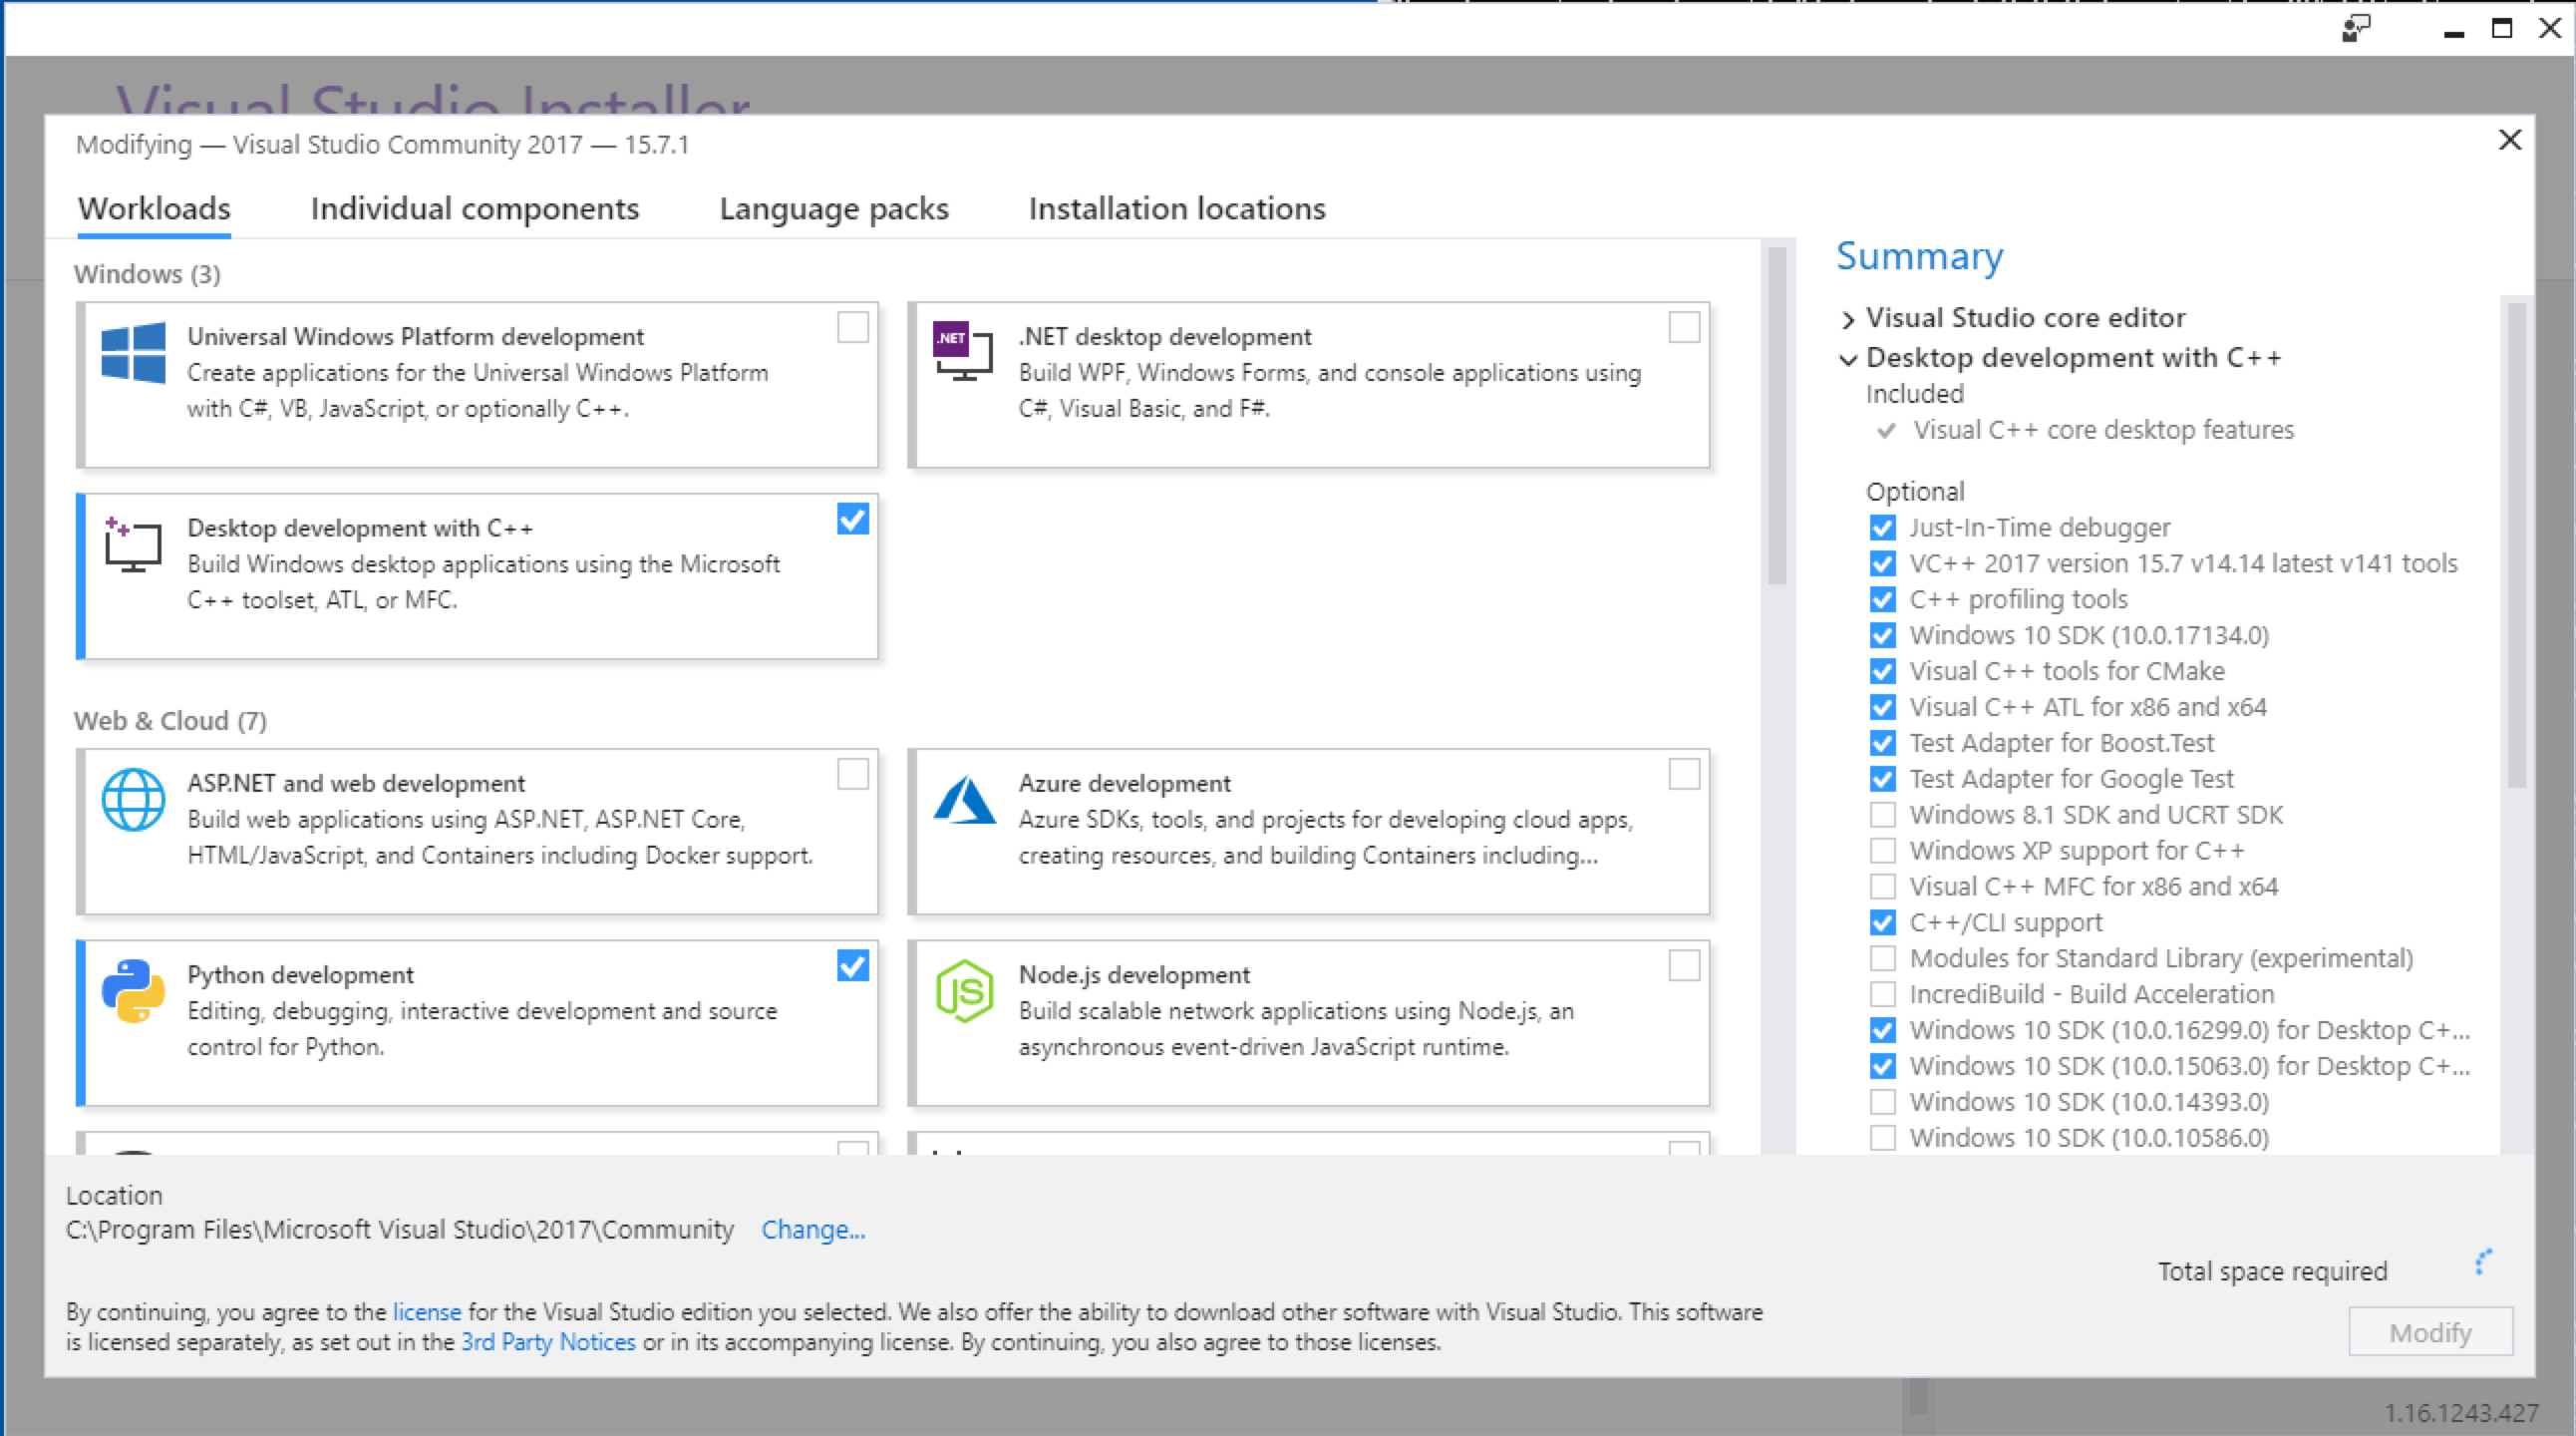 Visual Studio Installer
Modifying — Visual Studio Community 2017 — 15.7.1
Workloads
Individual components
Language packs
Installation locations
Windows (3)
Universal Windows Platform development
Create applications for the Universal Windows Platform
with C#, VB, JavaScript, or optionally C++.
.NET
.NET desktop development
Build WPF, Windows Forms, and console applications using
C#, Visual Basic, and F#.
Desktop development with C++
Build Windows desktop applications using the Microsoft
C++ toolset, ATL, or MFC.
Web & Cloud (7)
ASP.NET and web development
Build web applications using ASP.NET, ASP.NET Core,
HTML/JavaScript, and Containers including Docker support.
Azure development
Azure SDKs, tools, and projects for developing cloud apps,
creating resources, and building Containers including...
Python development
Editing, debugging, interactive development and source
control for Python.
JS
Node.js development
Build scalable network applications using Node.js, an
asynchronous event-driven JavaScript runtime.
Summary
Visual Studio core editor
Desktop development with C++
Included
Visual C++ core desktop features
Optional
Just-In-Time debugger
VC++ 2017 version 15.7 v14.14 latest v141 tools
C++ profiling tools
Windows 10 SDK (10.0.17134.0)
Visual C++ tools for CMake
Visual C++ ATL for x86 and x64
Test Adapter for Boost.Test
Test Adapter for Google Test
Windows 8.1 SDK and UCRT SDK
Windows XP support for C++
Visual C++ MFC for x86 and x64
C++/CLI support
Modules for Standard Library (experimental)
IncrediBuild - Build Acceleration
Windows 10 SDK (10.0.16299.0) for Desktop C+...
Windows 10 SDK (10.0.15063.0) for Desktop C+...
Windows 10 SDK (10.0.14393.0)
Windows 10 SDK (10.0.10586.0)
Location
C:\Program Files\Microsoft Visual Studio\2017\Community
Change...
Total space required
By continuing, you agree to the license for the Visual Studio edition you selected. We also offer the ability to download other software with Visual Studio. This software
is licensed separately, as set out in the 3rd Party Notices or in its accompanying license. By continuing, you also agree to those licenses.
Modify
1.16.1243.427